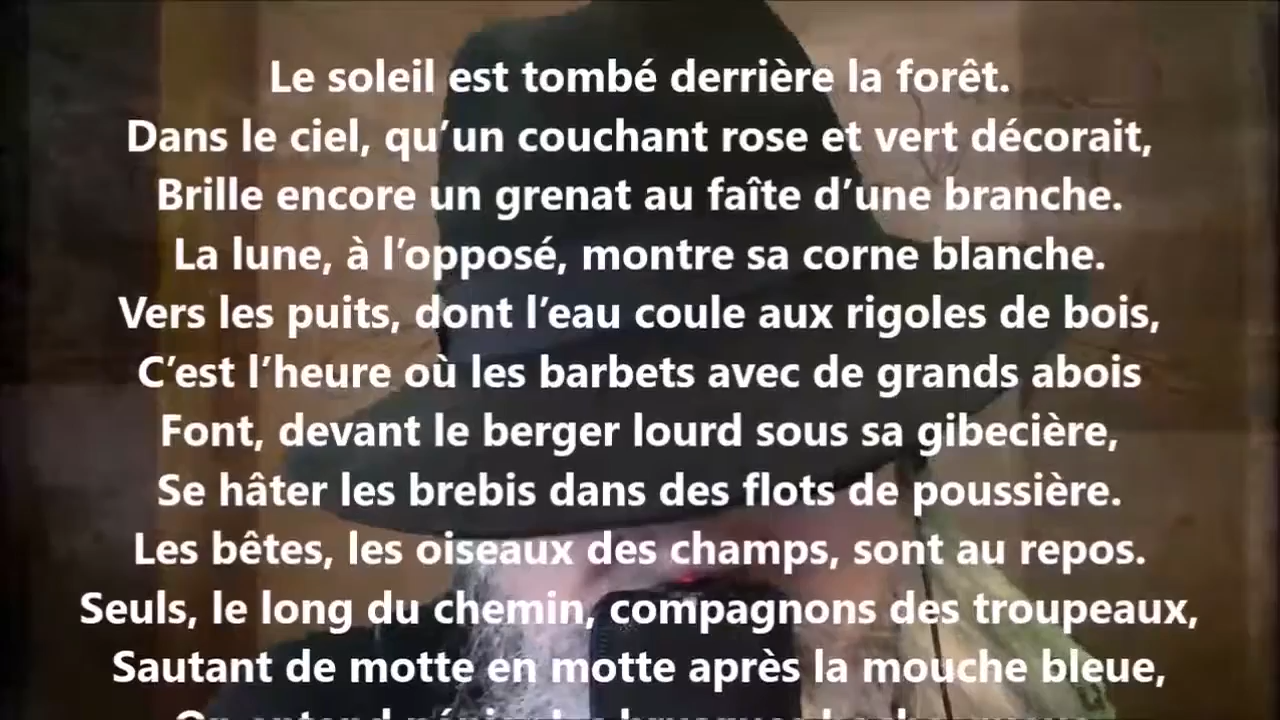 Le soleil est tombé derrière la forêt.
Dans le ciel, qu’un couchant rose et vert décorait,
Brille encore un grenat au faîte d’une branche.
La lune, à l’opposé, montre sa corne blanche.
Vers les puits, dont l’eau coule aux rigoles de bois,
C’est l’heure où les barbets avec de grands abois
Font, devant le berger lourd sous sa gibecière,
Se hâter les brebis dans des flots de poussière.
Les bêtes, les oiseaux des champs, sont au repos.
Seuls, le long du chemin, compagnons des troupeaux,
Sautant de motte en motte après la mouche bleue,